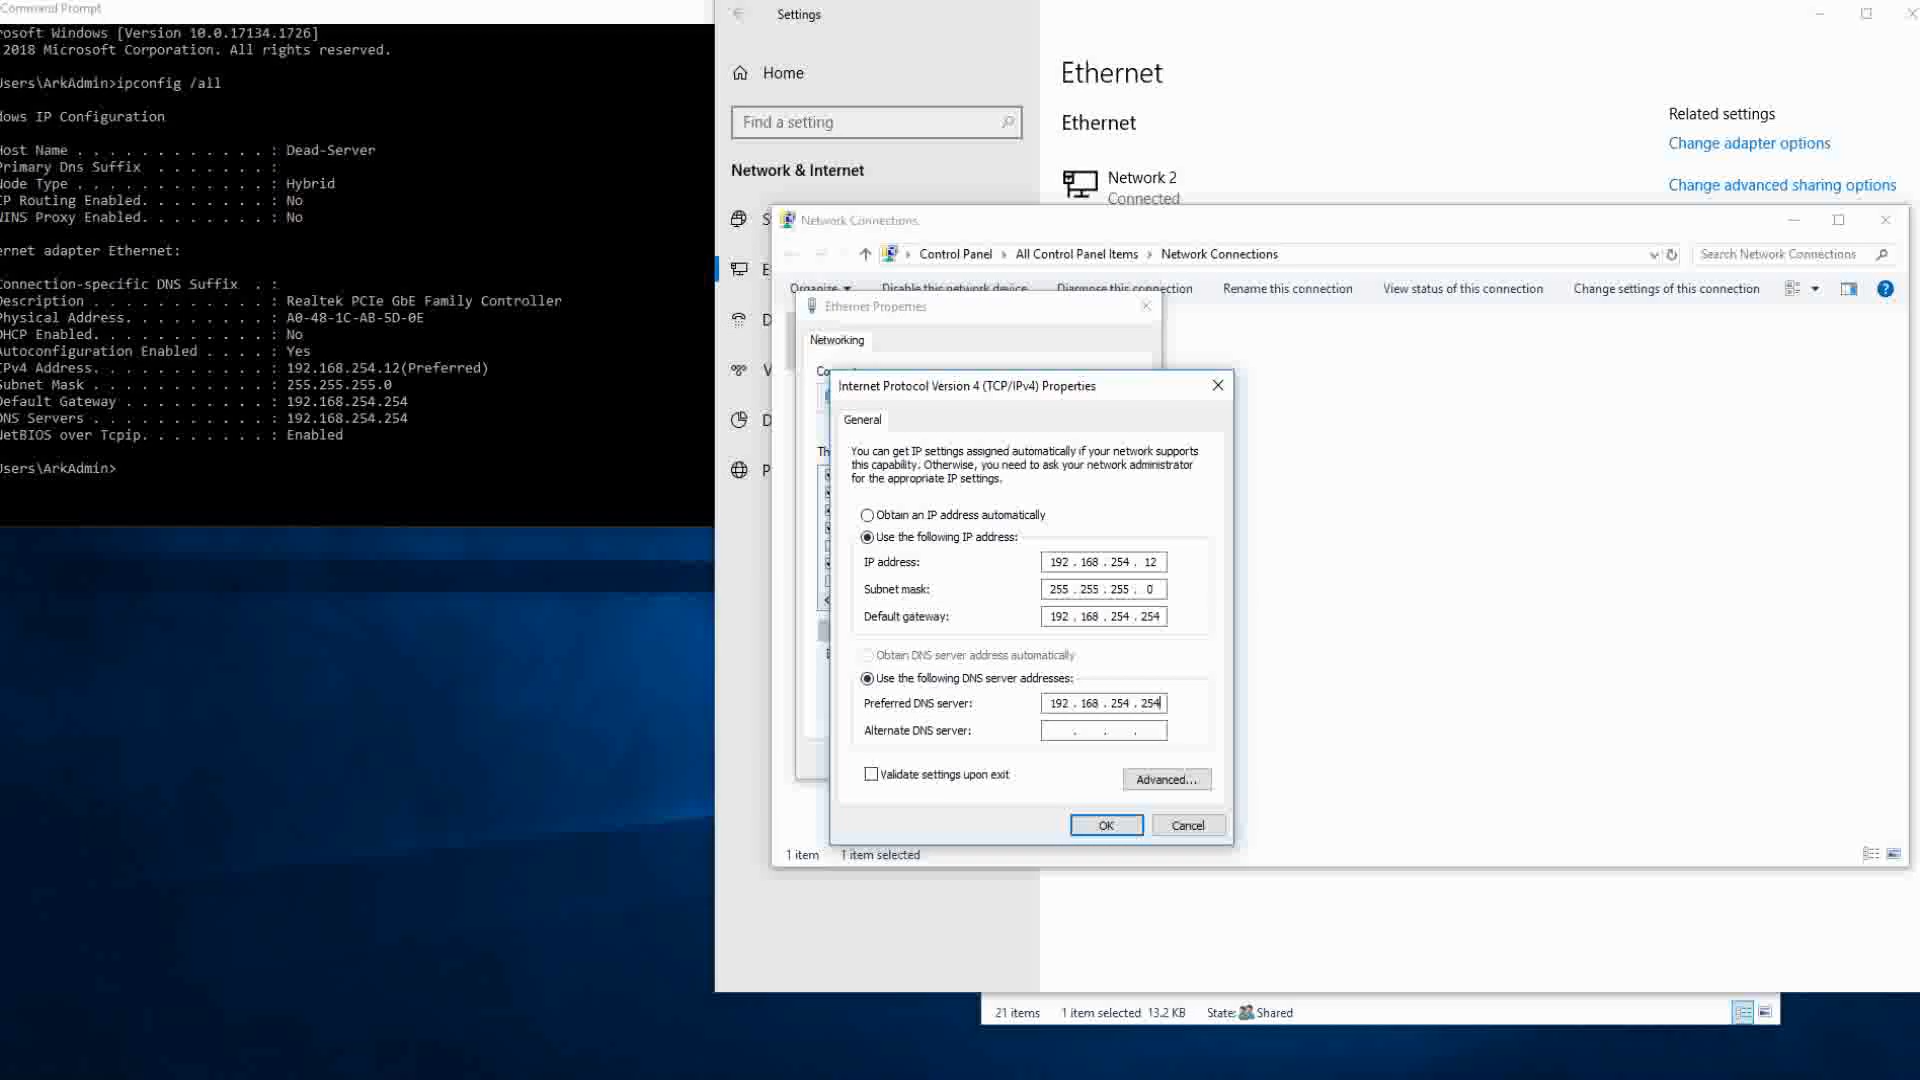 Command Prompt
rosoft Windows [Version 10.0.17134.1726]
2018 Microsoft Corporation. All rights reserved.
Users\ArkAdmin>ipconfig /all
dows IP Configuration
Host Name . . . . . . . . . . . . : Dead-Server
Primary Dns Suffix . . . . . . . :
Node Type . . . . . . . . . . . . : Hybrid
IP Routing Enabled. . . . . . . . : No
WINS Proxy Enabled. . . . . . . . : No
ernet adapter Ethernet:
Connection-specific DNS Suffix . :
Description . . . . . . . . . . . : Realtek PCIe GbE Family Controller
Physical Address. . . . . . . . . : A0-48-1C-AB-5D-0E
DHCP Enabled. . . . . . . . . . . : No
Autoconfiguration Enabled . . . . : Yes
IPv4 Address. . . . . . . . . . . : 192.168.254.12(Preferred)
Subnet Mask . . . . . . . . . . . : 255.255.255.0
Default Gateway . . . . . . . . . : 192.168.254.254
DNS Servers . . . . . . . . . . . : 192.168.254.254
NetBIOS over Tcpip. . . . . . . . : Enabled
Users\ArkAdmin>
Settings
Home
Find a setting
Network & Internet
S
E
D
V
D
P
Ethernet
Ethernet
Network 2
Connected
Related settings
Change adapter options
Change advanced sharing options
Network Connections
Control Panel > All Control Panel Items > Network Connections
Search Network Connections
Organize
Disable this network device
Diagnose this connection
Rename this connection
View status of this connection
Change settings of this connection
Ethernet Properties
Networking
Co
Th
Internet Protocol Version 4 (TCP/IPv4) Properties
General
You can get IP settings assigned automatically if your network supports
this capability. Otherwise, you need to ask your network administrator
for the appropriate IP settings.
Obtain an IP address automatically
Use the following IP address:
IP address: 192 . 168 . 254 . 12
Subnet mask: 255 . 255 . 255 . 0
Default gateway: 192 . 168 . 254 . 254
Obtain DNS server address automatically
Use the following DNS server addresses:
Preferred DNS server: 192 . 168 . 254 . 254
Alternate DNS server: . . .
Validate settings upon exit
Advanced...
OK
Cancel
1 item
1 item selected
21 items
1 item selected 13.2 KB
State: Shared